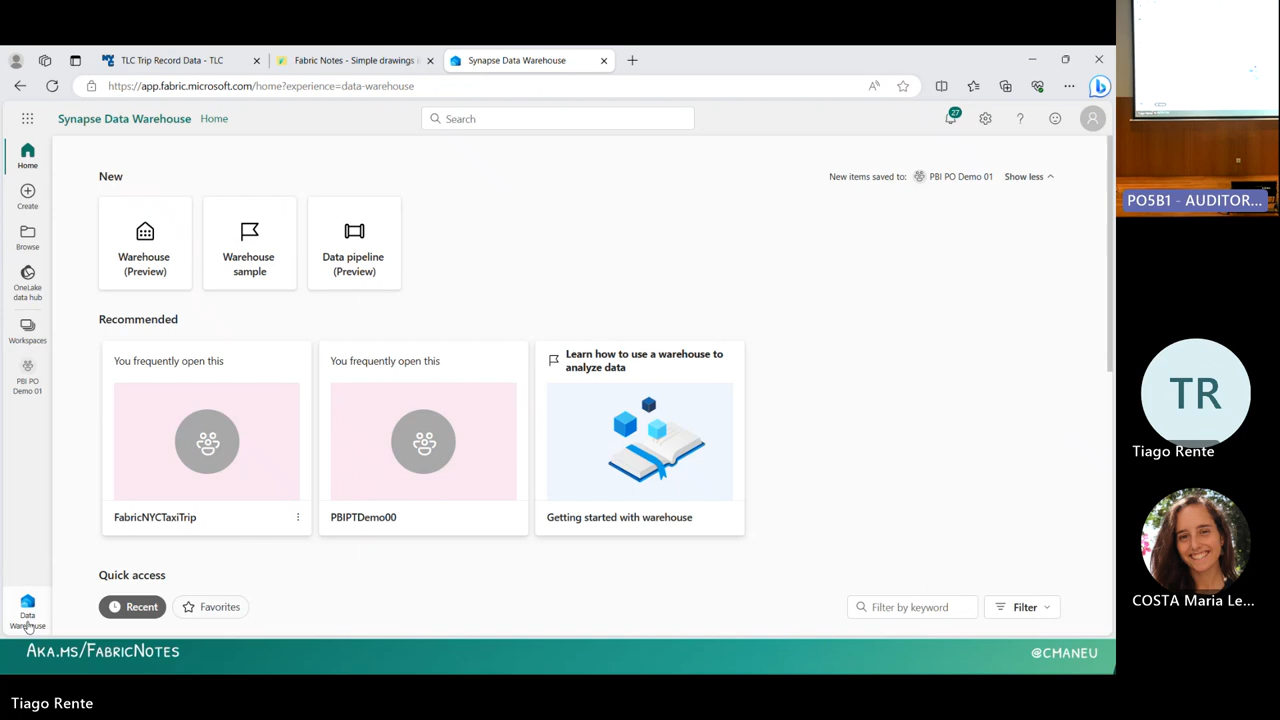 TLC Trip Record Data - TLC
Fabric Notes - Simple drawings
Synapse Data Warehouse
https://app.fabric.microsoft.com/home?experience=data-warehouse
Synapse Data Warehouse
Home
Search
27
Home
Create
Browse
OneLake
data hub
Workspaces
PBI PO
Demo 01
Data
Warehouse
New
New items saved to:
PBI PO Demo 01
Show less
Warehouse
(Preview)
Warehouse
sample
Data pipeline
(Preview)
Recommended
You frequently open this
FabricNYCTaxiTrip
You frequently open this
PBIPTDemo00
Learn how to use a warehouse to
analyze data
Getting started with warehouse
Quick access
Recent
Favorites
Filter by keyword
Filter
AKA.MS/FABRICNOTES
@CMANEU
Tiago Rente
PO5B1 - AUDITOR...
TR
Tiago Rente
COSTA Maria Le...